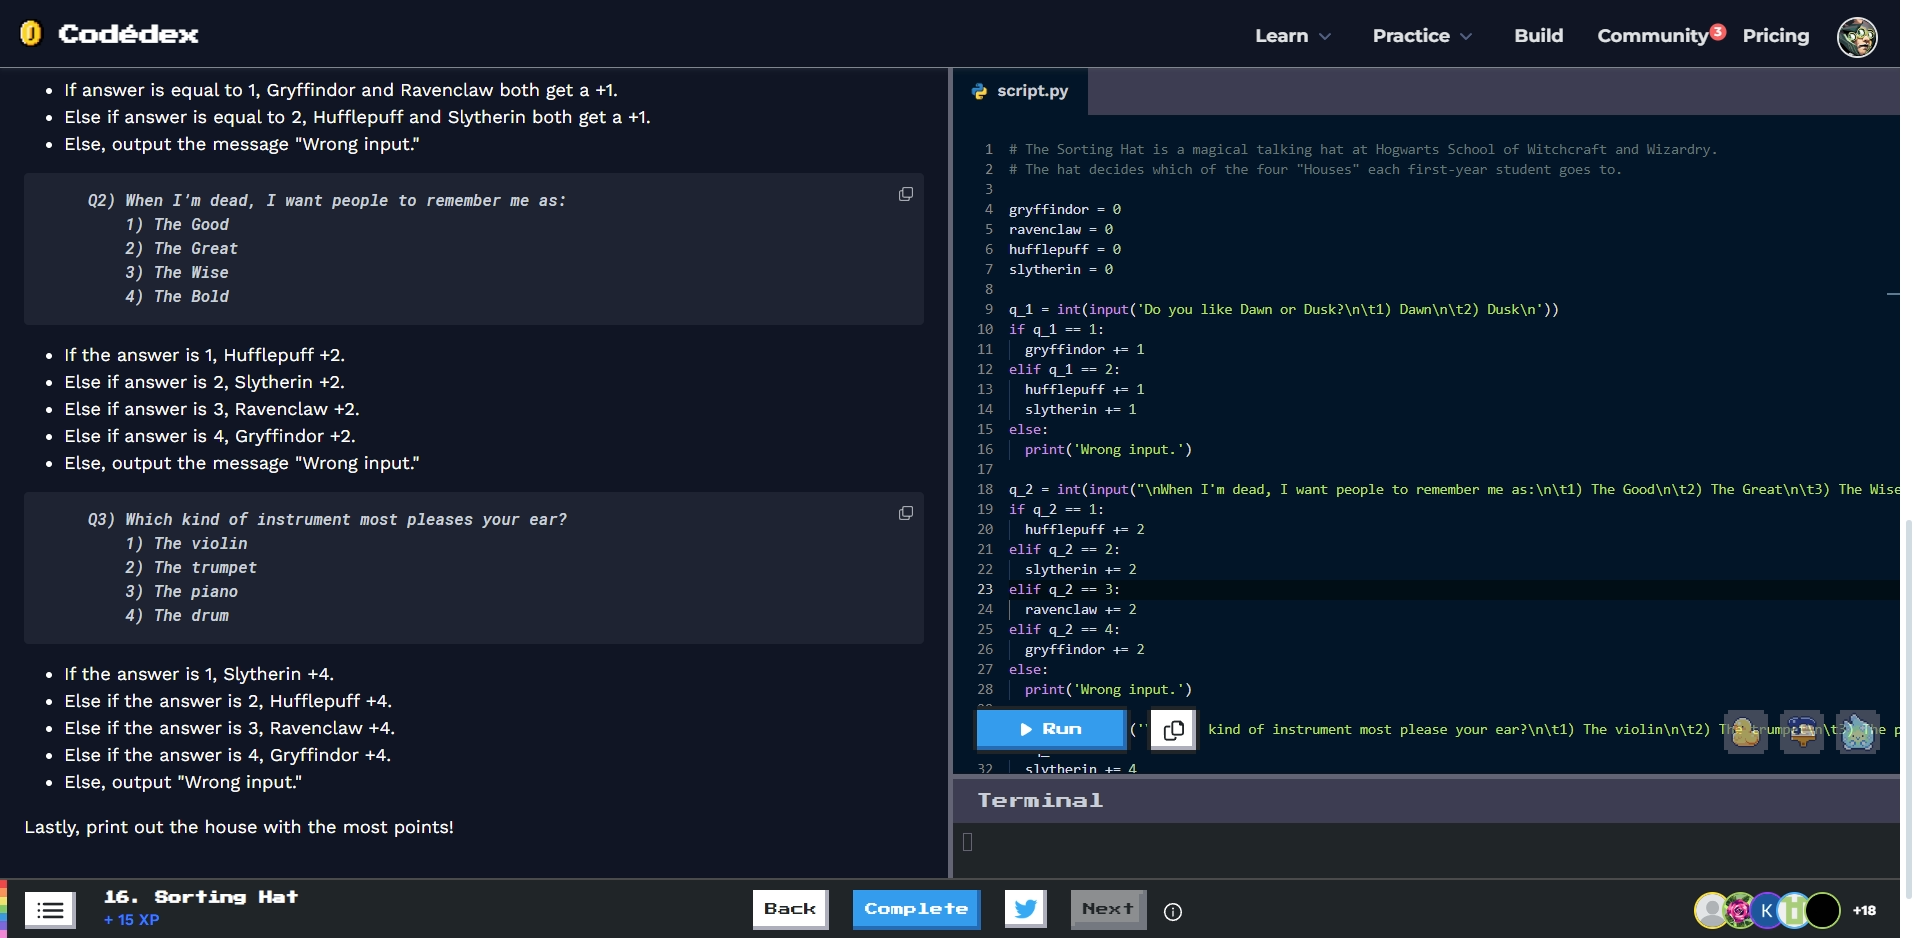 Codédex
Learn
Practice
Build
Community
3
Pricing
If answer is equal to 1, Gryffindor and Ravenclaw both get a +1.
Else if answer is equal to 2, Hufflepuff and Slytherin both get a +1.
Else, output the message "Wrong input."
Q2) When I'm dead, I want people to remember me as:
1) The Good
2) The Great
3) The Wise
4) The Bold
If the answer is 1, Hufflepuff +2.
Else if answer is 2, Slytherin +2.
Else if answer is 3, Ravenclaw +2.
Else if answer is 4, Gryffindor +2.
Else, output the message "Wrong input."
Q3) Which kind of instrument most pleases your ear?
1) The violin
2) The trumpet
3) The piano
4) The drum
If the answer is 1, Slytherin +4.
Else if the answer is 2, Hufflepuff +4.
Else if the answer is 3, Ravenclaw +4.
Else if the answer is 4, Gryffindor +4.
Else, output "Wrong input."
Lastly, print out the house with the most points!
script.py
1 # The Sorting Hat is a magical talking hat at Hogwarts School of Witchcraft and Wizardry.
2 # The hat decides which of the four "Houses" each first-year student goes to.
3
4 gryffindor = 0
5 ravenclaw = 0
6 hufflepuff = 0
7 slytherin = 0
8
9 q_1 = int(input('Do you like Dawn or Dusk?\n\t1) Dawn\n\t2) Dusk\n'))
10 if q_1 == 1:
11 gryffindor += 1
12 elif q_1 == 2:
13 hufflepuff += 1
14 slytherin += 1
15 else:
16 print('Wrong input.')
17
18 q_2 = int(input("\nWhen I'm dead, I want people to remember me as:\n\t1) The Good\n\t2) The Great\n\t3) The Wise
19 if q_2 == 1:
20 hufflepuff += 2
21 elif q_2 == 2:
22 slytherin += 2
23 elif q_2 == 3:
24 ravenclaw += 2
25 elif q_2 == 4:
26 gryffindor += 2
27 else:
28 print('Wrong input.')
Run
kind of instrument most please your ear?\n\t1) The violin\n\t2) The trumpet\n\t3) The p
32 slytherin += 4
Terminal
16. Sorting Hat
+ 15 XP
Back
Complete
Next
K
+18